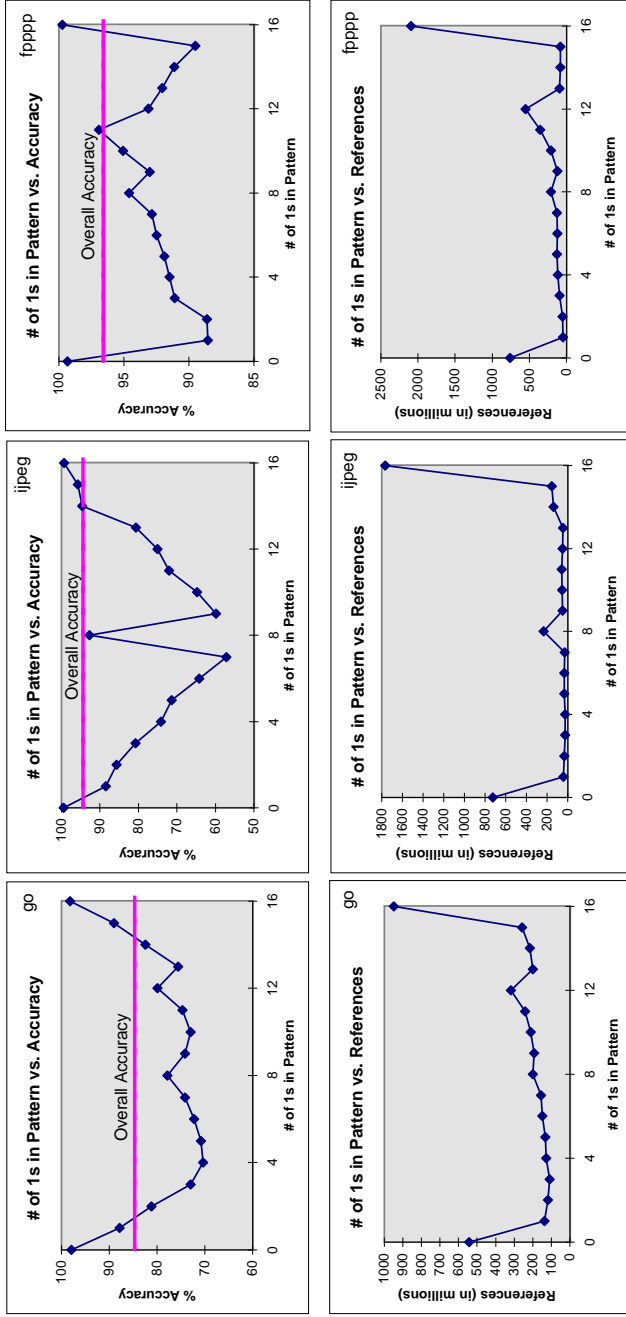 go
# of 1s in Pattern vs. Accuracy
% Accuracy
100
90
80
70
60
Overall Accuracy
0 4 8 12 16
# of 1s in Pattern
ijpeg
# of 1s in Pattern vs. Accuracy
% Accuracy
100
90
80
70
60
50
Overall Accuracy
0 4 8 12 16
# of 1s in Pattern
fpppp
# of 1s in Pattern vs. Accuracy
% Accuracy
100
95
90
85
Overall Accuracy
0 4 8 12 16
# of 1s in Pattern
go
# of 1s in Pattern vs. References
References (in millions)
1000
900
800
700
600
500
400
300
200
100
0
0 4 8 12 16
# of 1s in Pattern
ijpeg
# of 1s in Pattern vs. References
References (in millions)
1800
1600
1400
1200
1000
800
600
400
200
0
0 4 8 12 16
# of 1s in Pattern
fpppp
# of 1s in Pattern vs. References
References (in millions)
2500
2000
1500
1000
500
0
0 4 8 12 16
# of 1s in Pattern